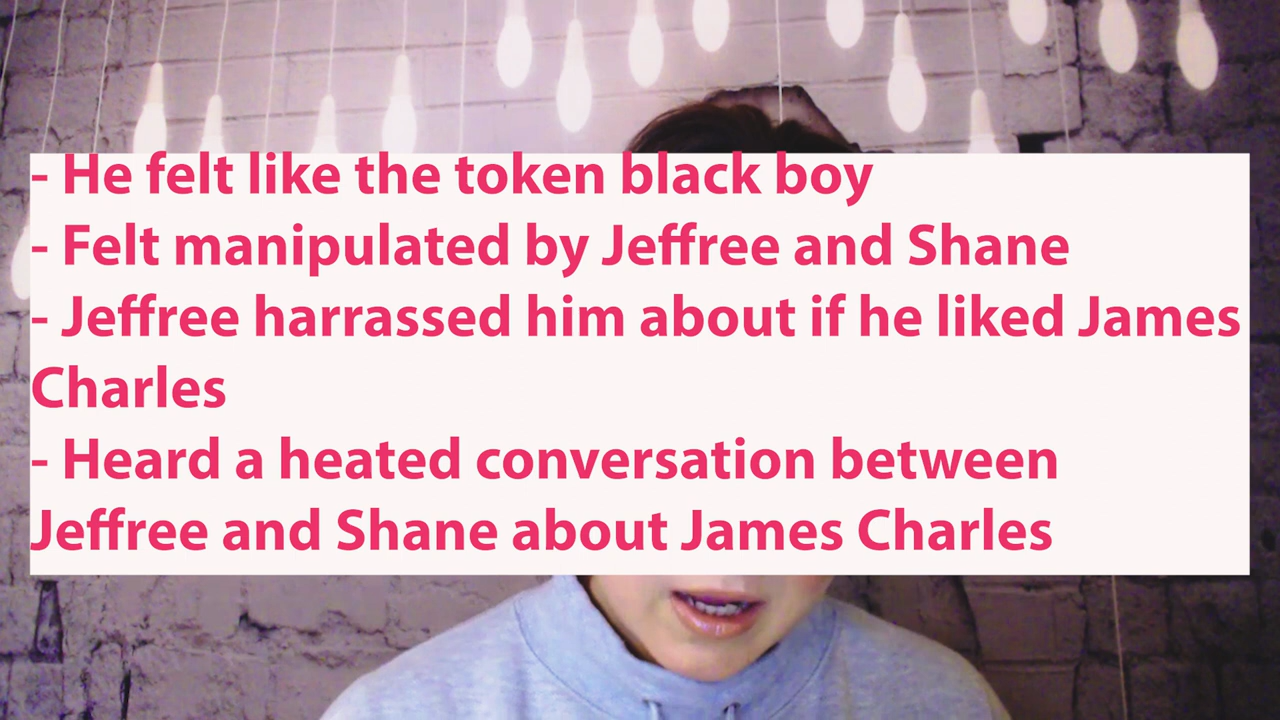 - He felt like the token black boy
- Felt manipulated by Jeffree and Shane
- Jeffree harrassed him about if he liked James
Charles
- Heard a heated conversation between
Jeffree and Shane about James Charles